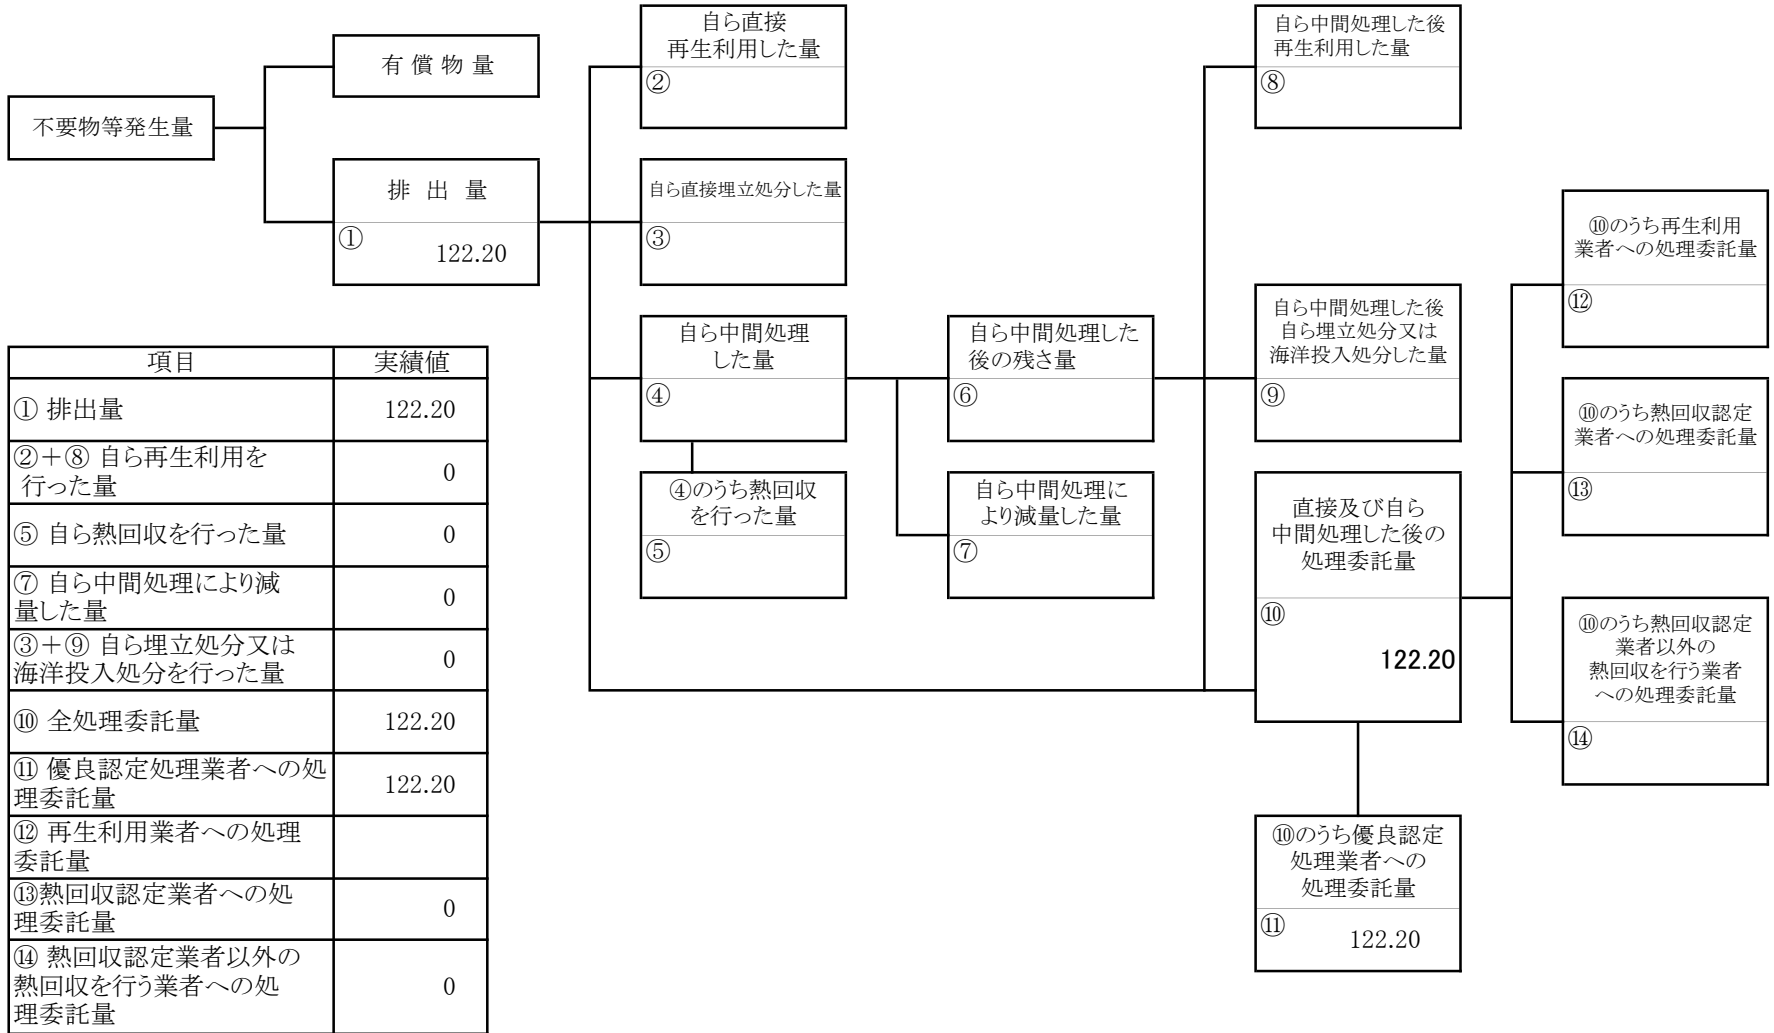 自ら直接
再生利用した量
②
自ら中間処理した後
再生利用した量
⑧
有 償 物 量
不要物等発生量
排 出 量
①
122.20
自ら直接埋立処分した量
③
⑩のうち再生利用
業者への処理委託量
⑫
自ら中間処理
した量
④
自ら中間処理した
後の残さ量
⑥
自ら中間処理した後
自ら埋立処分又は
海洋投入処分した量
⑨
⑩のうち熱回収認定
業者への処理委託量
⑬
④のうち熱回収
を行った量
⑤
自ら中間処理に
より減量した量
⑦
直接及び自ら
中間処理した後の
処理委託量
⑩
122.20
⑩のうち熱回収認定
業者以外の
熱回収を行う業者
への処理委託量
⑭
⑩のうち優良認定
処理業者への
処理委託量
⑪
122.20
項目 実績値
① 排出量 122.20
②＋⑧ 自ら再生利用を
行った量 0
⑤ 自ら熱回収を行った量 0
⑦ 自ら中間処理により減
量した量 0
③＋⑨ 自ら埋立処分又は
海洋投入処分を行った量 0
⑩ 全処理委託量 122.20
⑪ 優良認定処理業者への処
理委託量 122.20
⑫ 再生利用業者への処理
委託量
⑬熱回収認定業者への処
理委託量 0
⑭ 熱回収認定業者以外の
熱回収を行う業者への処
理委託量 0